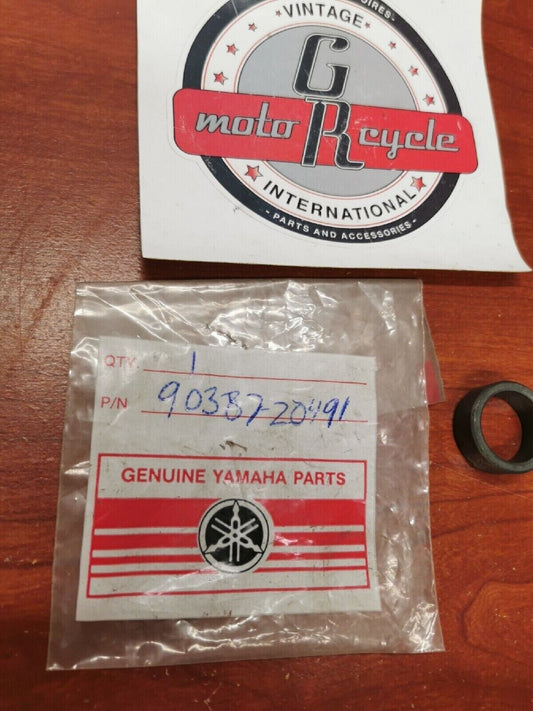 VINTAGE
G
moto R cycle
INTERNATIONAL
- PARTS AND ACCESSORIES -
QTY. 1
P/N 90387-20491
GENUINE YAMAHA PARTS